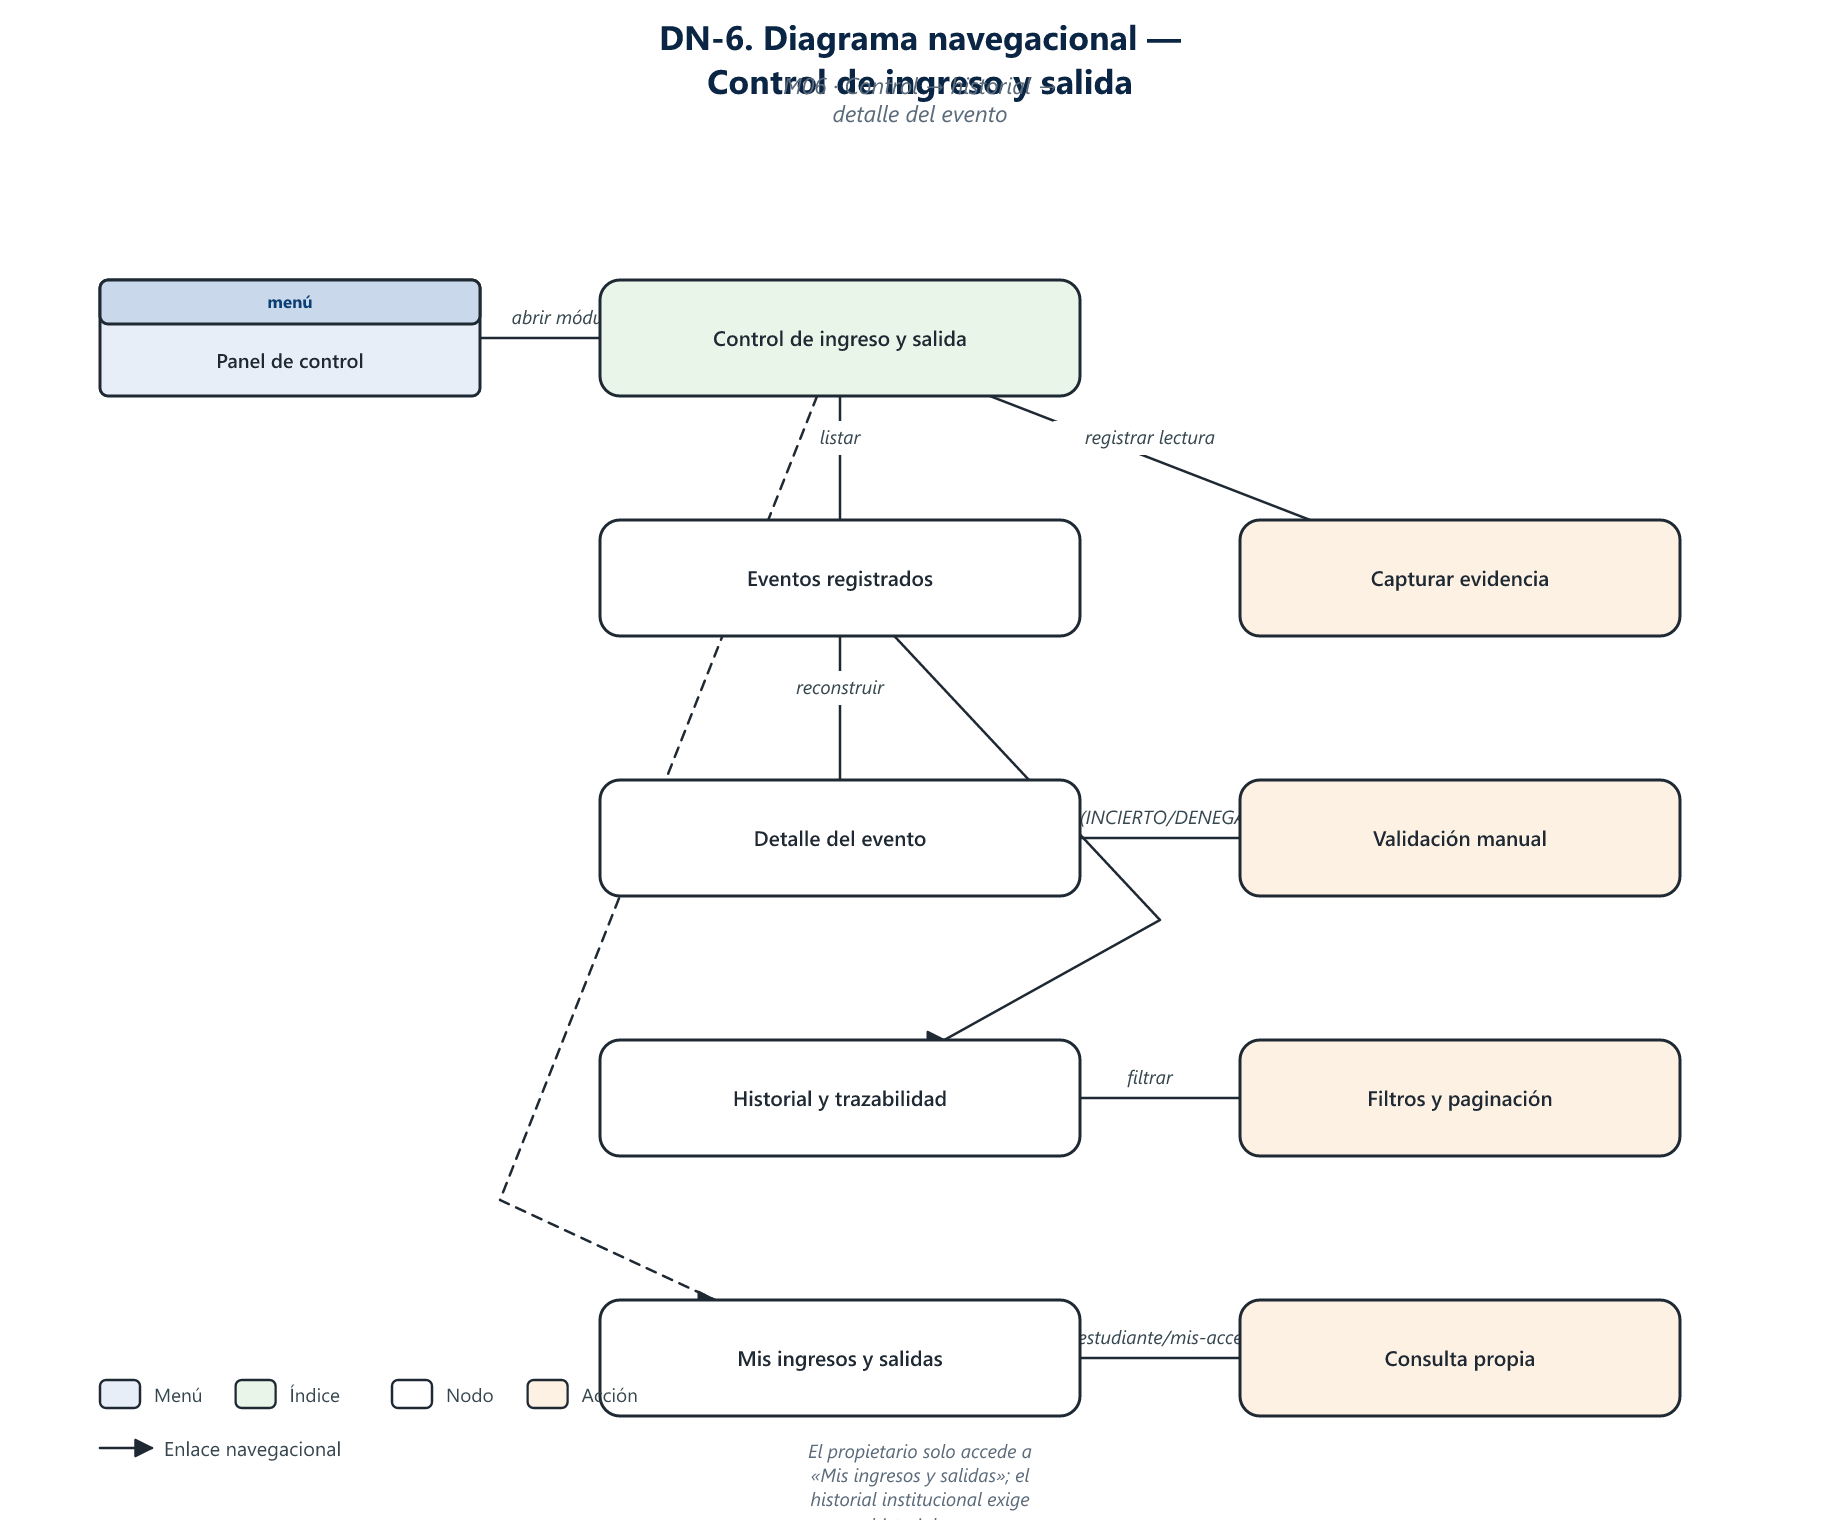 DN-6. Diagrama navegacional —
Control de ingreso y salida
M06 · Control → historial →
detalle del evento
menú
Panel de control
abrir módu
Control de ingreso y salida
listar
registrar lectura
Eventos registrados
Capturar evidencia
reconstruir
Detalle del evento
(INCIERTO/DENEGA
Validación manual
Historial y trazabilidad
filtrar
Filtros y paginación
Mis ingresos y salidas
estudiante/mis-acce
Consulta propia
Menú
Índice
Nodo
Acción
Enlace navegacional
El propietario solo accede a
«Mis ingresos y salidas»; el
historial institucional exige